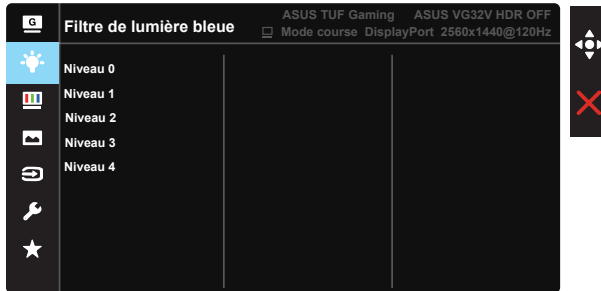 G
Filtre de lumière bleue
ASUS TUF Gaming ASUS VG32V HDR OFF
Mode course DisplayPort 2560x1440@120Hz
Niveau 0
Niveau 1
Niveau 2
Niveau 3
Niveau 4